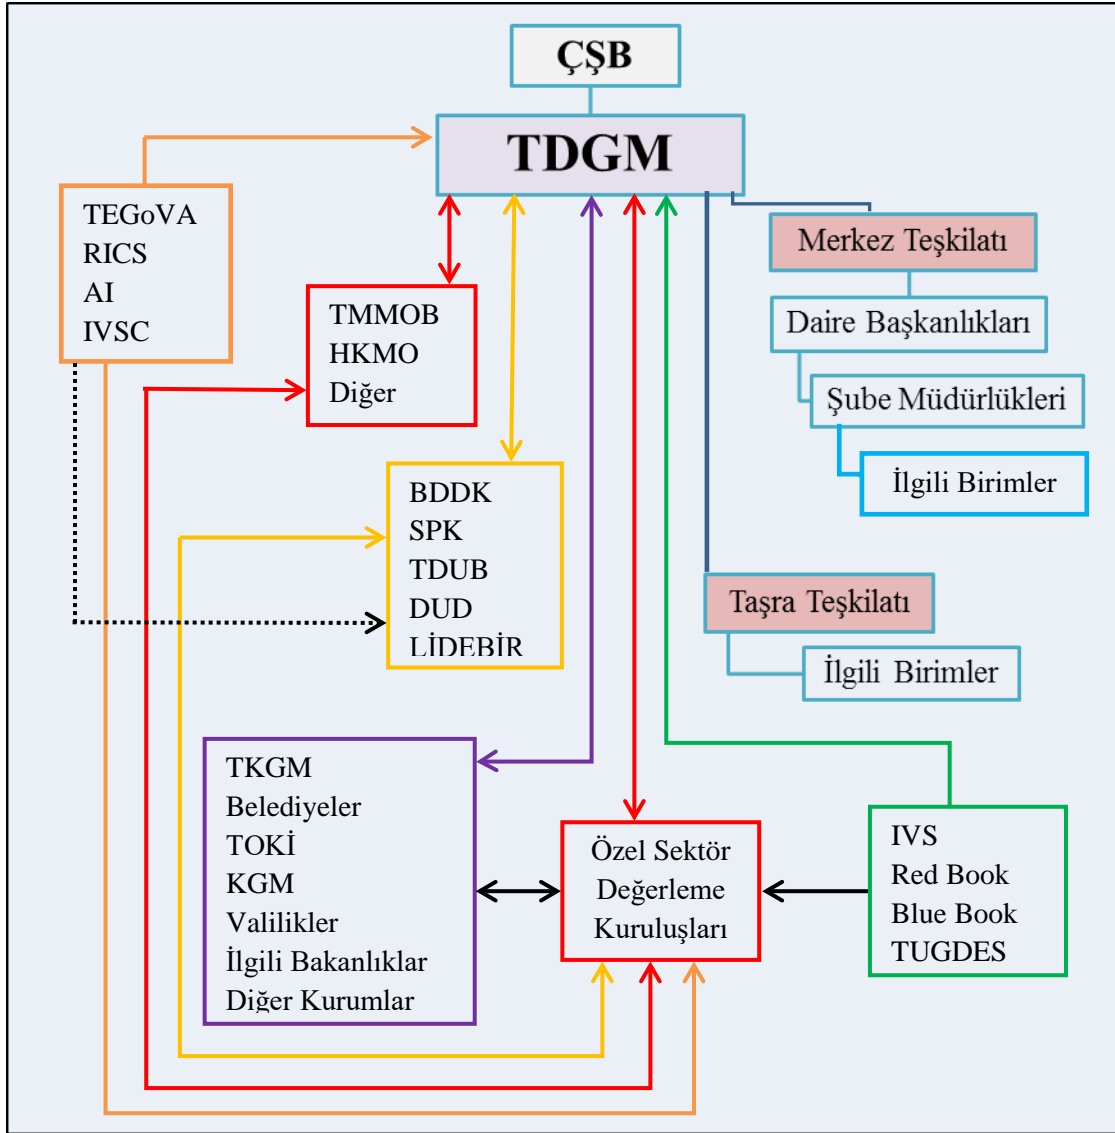 ÇŞB
TDGM
TEGoVA
RICS
AI
IVSC
Merkez Teşkilatı
Daire Başkanlıkları
Şube Müdürlükleri
İlgili Birimler
TMMOB
HKMO
Diğer
BDDK
SPK
TDUB
DUD
LİDEBİR
Taşra Teşkilatı
İlgili Birimler
TKGM
Belediyeler
TOKİ
KGM
Valilikler
İlgili Bakanlıklar
Diğer Kurumlar
Özel Sektör
Değerleme
Kuruluşları
IVS
Red Book
Blue Book
TUGDES